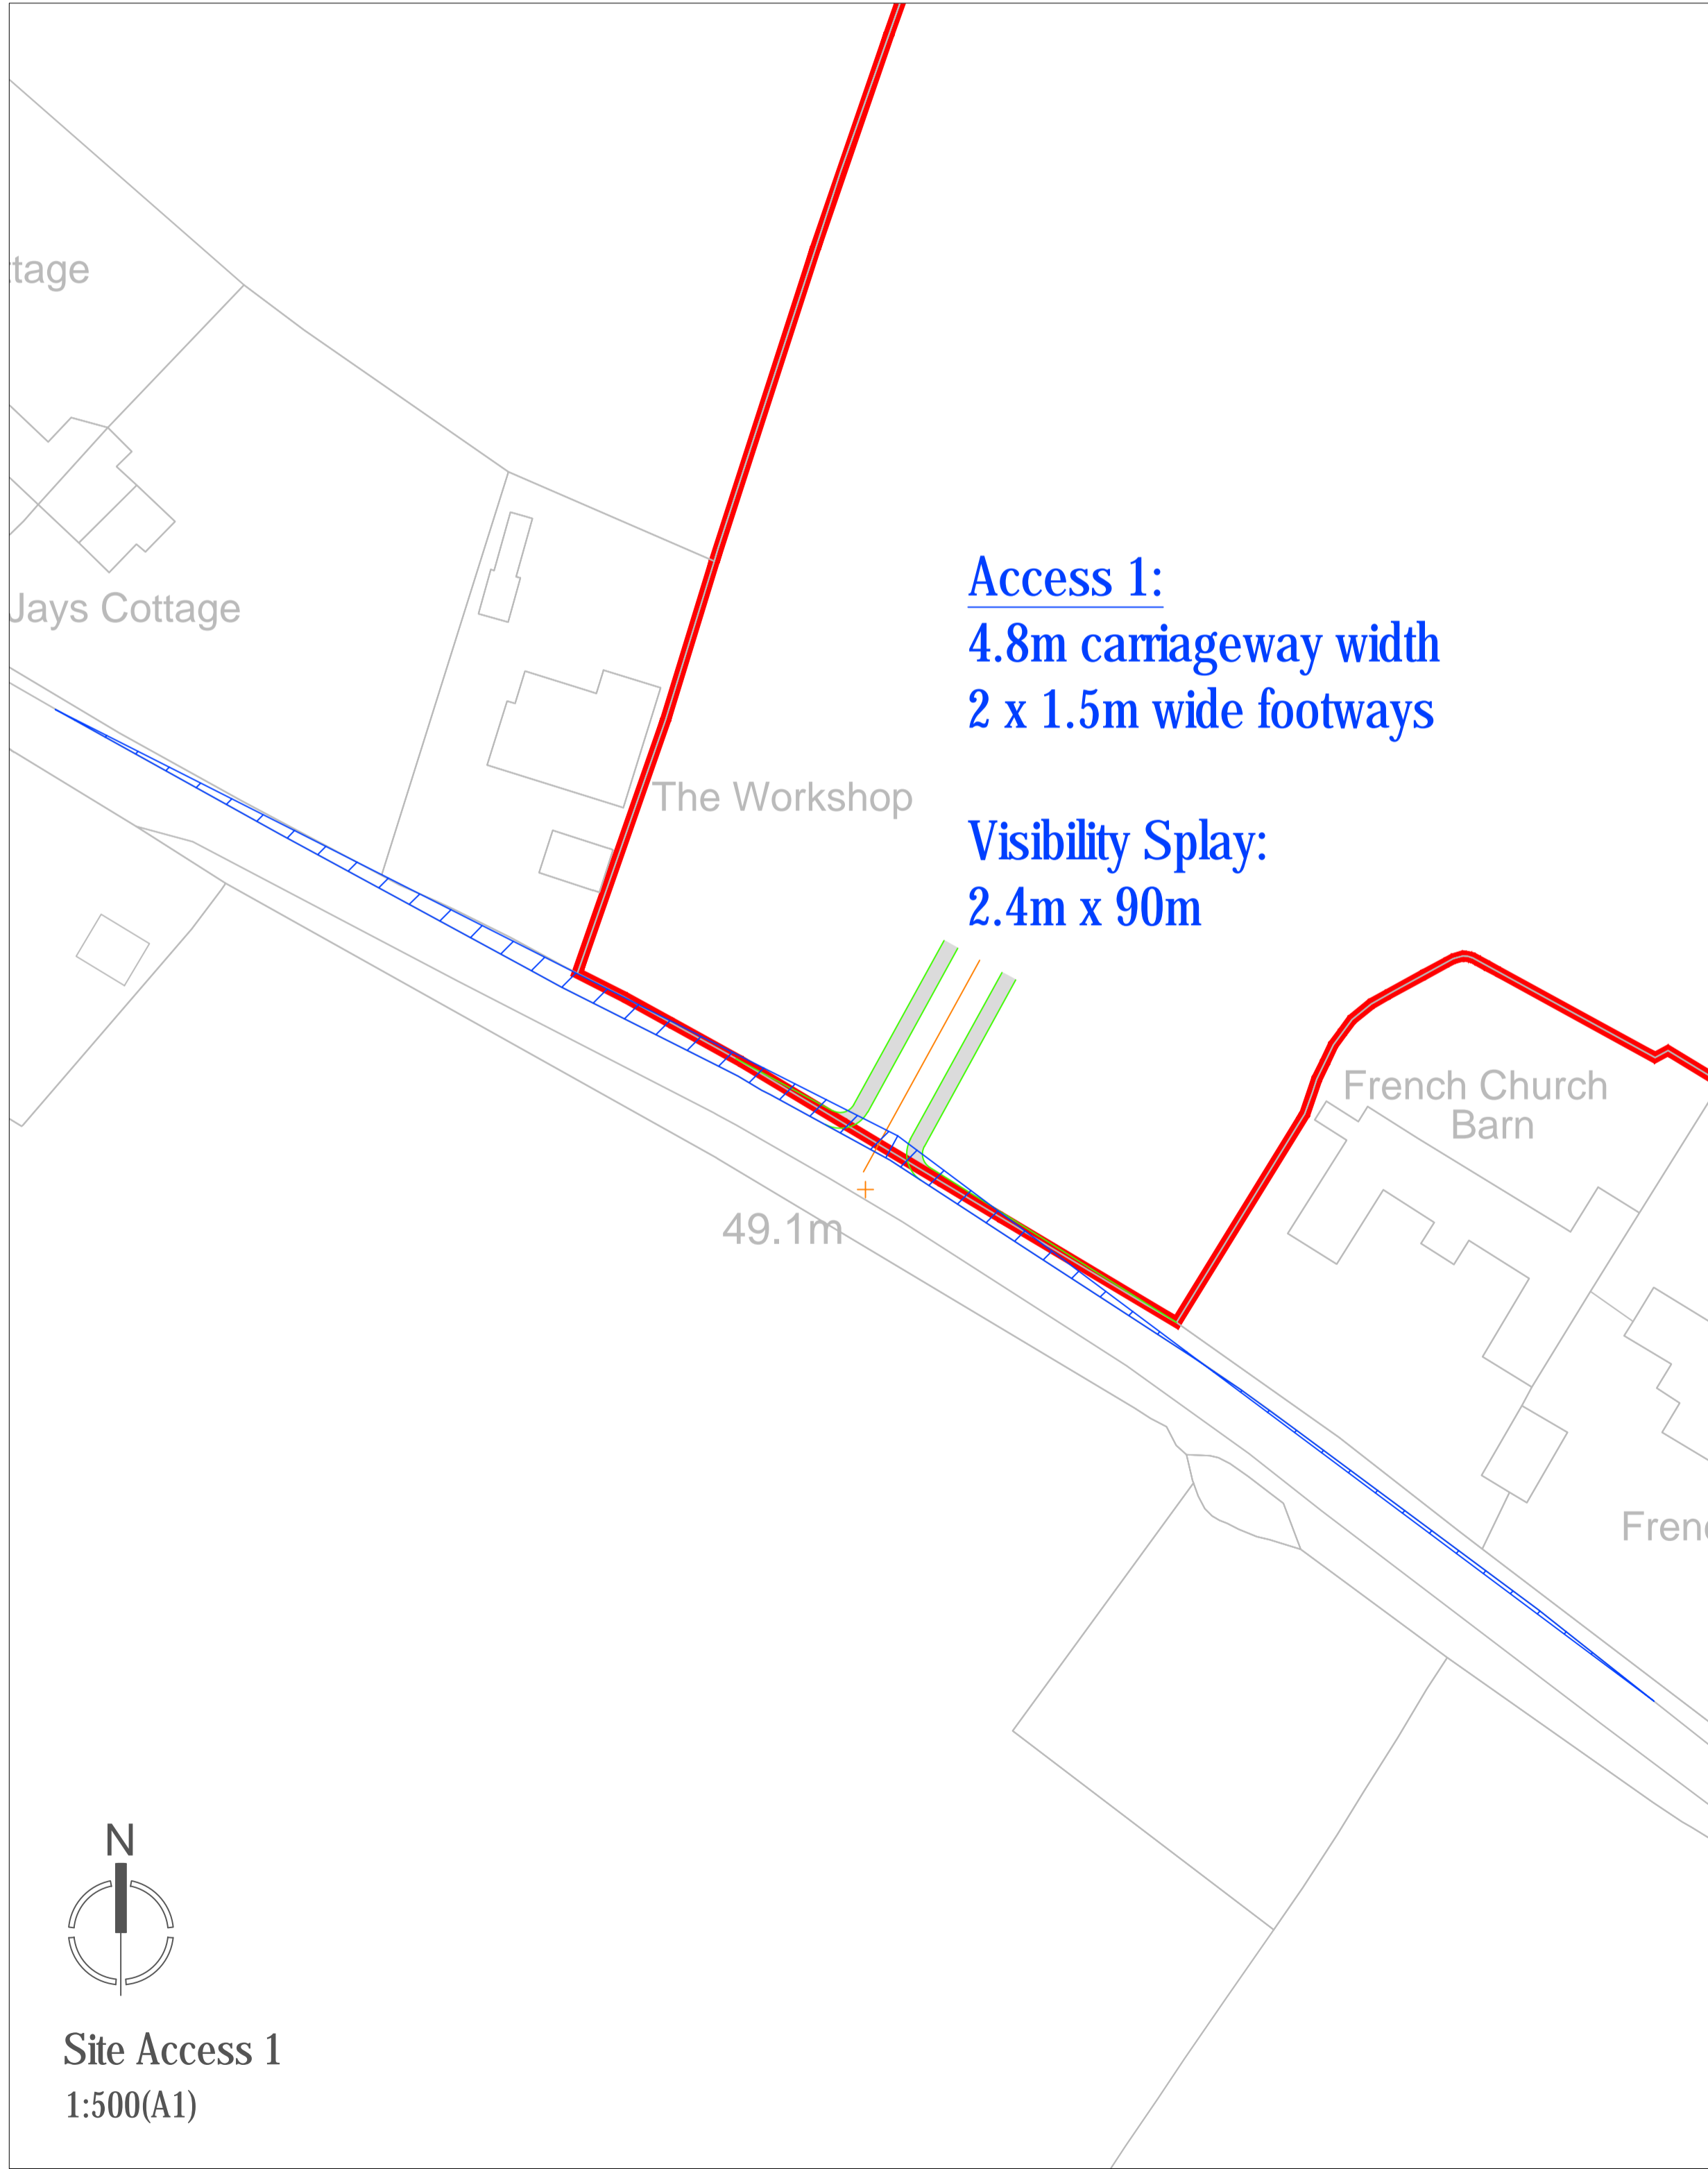 tage
Jays Cottage
Access 1:
4.8m carriageway width
2 x 1.5m wide footways
The Workshop
Visibility Splay:
2.4m x 90m
French Church
Barn
49.1m
Fren
N
Site Access 1
1:500(A1)